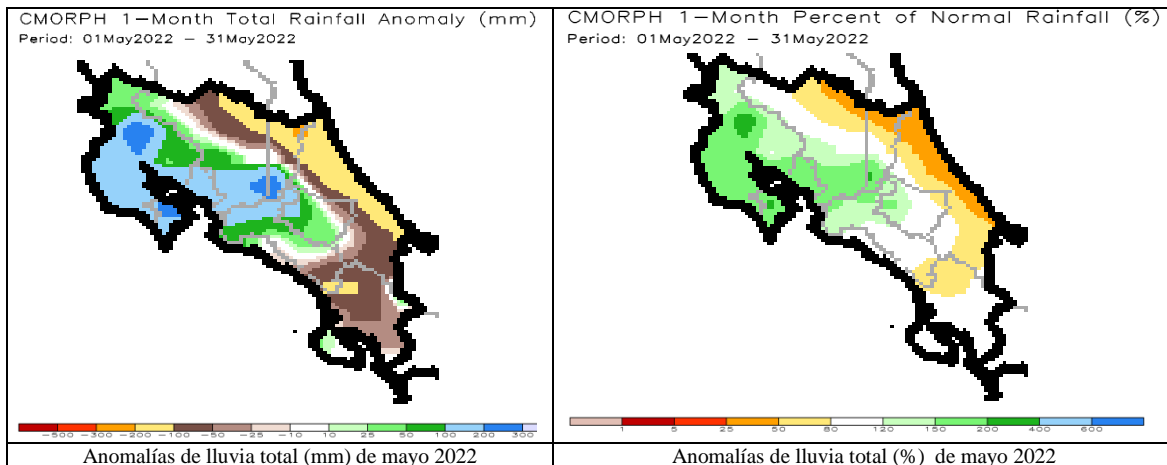 CMORPH 1-Month Total Rainfall Anomaly (mm)
Period: 01May2022 – 31May2022
-500 -300 -200 -100 -50 -25 -10 10 25 50 100 200 300
Anomalías de lluvia total (mm) de mayo 2022
CMORPH 1-Month Percent of Normal Rainfall (%)
Period: 01May2022 – 31May2022
1 5 25 50 80 120 150 200 400 600
Anomalías de lluvia total (%) de mayo 2022